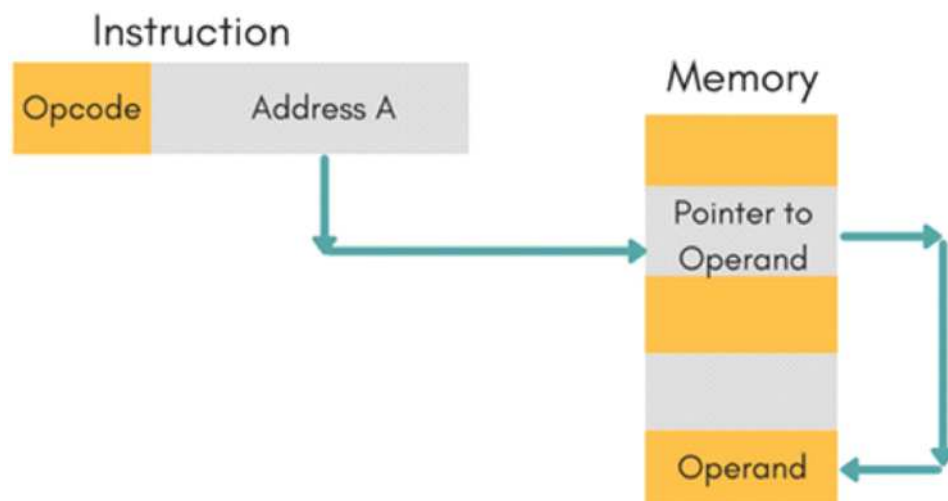 Instruction
Opcode
Address A
Memory
Pointer to
Operand
Operand